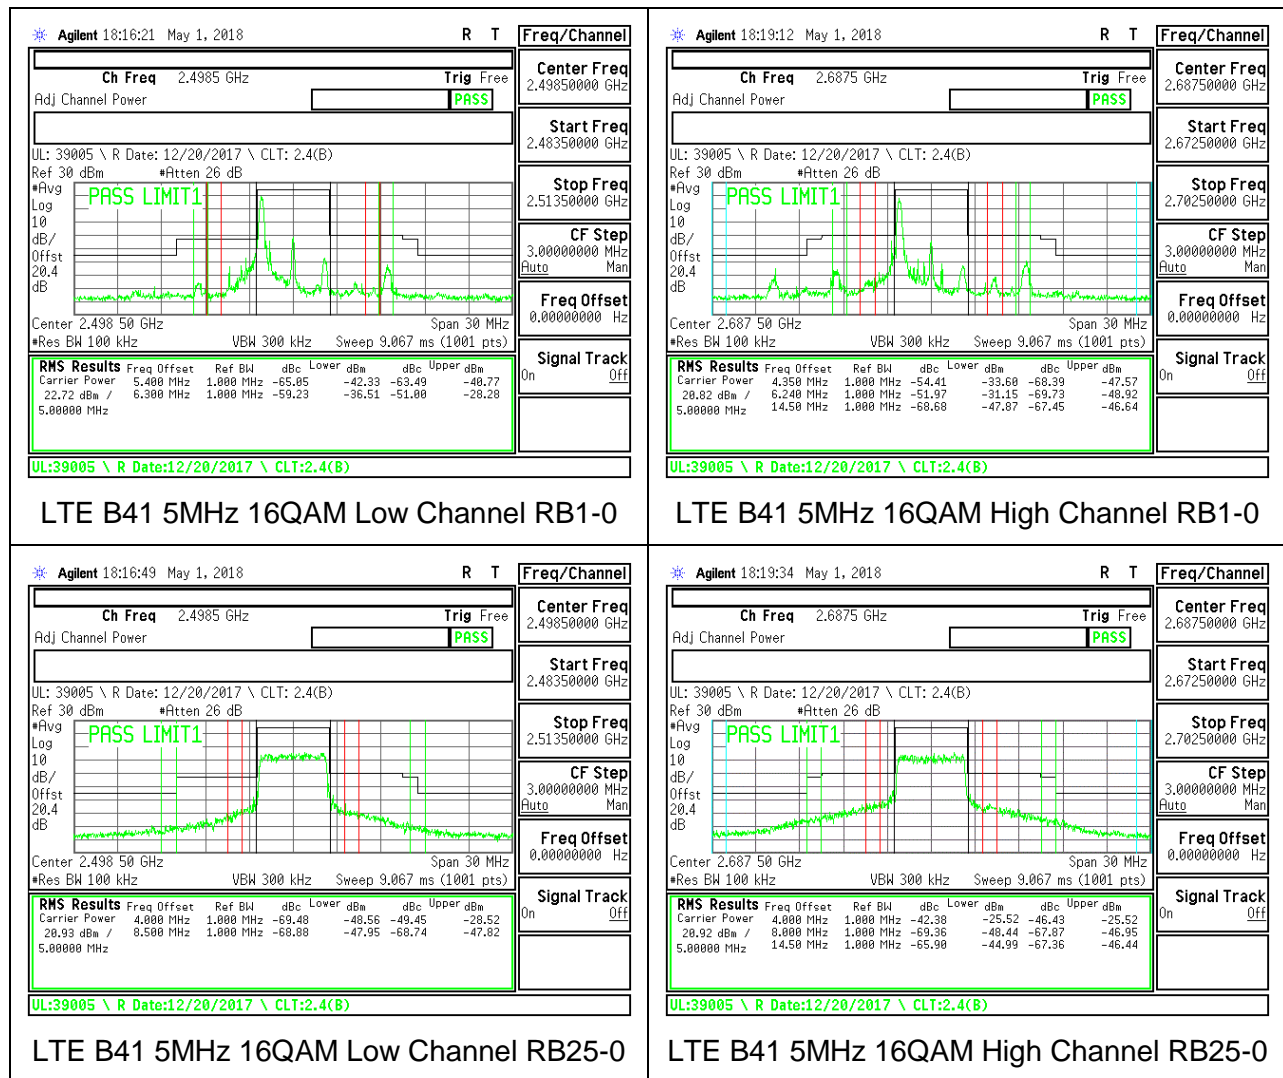 Agilent 18:16:21 May 1, 2018 R T Freq/Channel
Ch Freq 2.4985 GHz Trig Free
Adj Channel Power PASS
Center Freq
2.49850000 GHz
Start Freq
2.48350000 GHz
UL: 39005 \ R Date: 12/20/2017 \ CLT: 2.4(B)
Ref 30 dBm #Atten 26 dB
#Avg
Log
10
dB/
Offst
20.4
dB
PASS LIMIT1
Stop Freq
2.51350000 GHz
CF Step
3.00000000 MHz
Auto Man
Freq Offset
0.00000000 Hz
Center 2.498 50 GHz Span 30 MHz
#Res BW 100 kHz VBW 300 kHz Sweep 9.067 ms (1001 pts)
Signal Track
On Off
RMS Results Freq Offset Ref BW dBc Lower dBm dBc Upper dBm
Carrier Power 5.400 MHz 1.000 MHz -65.05 -42.33 -63.49 -40.77
22.72 dBm / 6.300 MHz 1.000 MHz -59.23 -36.51 -51.00 -28.28
5.00000 MHz
UL:39005 \ R Date:12/20/2017 \ CLT:2.4(B)
LTE B41 5MHz 16QAM Low Channel RB1-0
Agilent 18:19:12 May 1, 2018 R T Freq/Channel
Ch Freq 2.6875 GHz Trig Free
Adj Channel Power PASS
Center Freq
2.68750000 GHz
Start Freq
2.67250000 GHz
UL: 39005 \ R Date: 12/20/2017 \ CLT: 2.4(B)
Ref 30 dBm #Atten 26 dB
#Avg
Log
10
dB/
Offst
20.4
dB
PASS LIMIT1
Stop Freq
2.70250000 GHz
CF Step
3.00000000 MHz
Auto Man
Freq Offset
0.00000000 Hz
Center 2.687 50 GHz Span 30 MHz
#Res BW 100 kHz VBW 300 kHz Sweep 9.067 ms (1001 pts)
Signal Track
On Off
RMS Results Freq Offset Ref BW dBc Lower dBm dBc Upper dBm
Carrier Power 4.350 MHz 1.000 MHz -54.41 -33.60 -68.39 -47.57
20.82 dBm / 6.240 MHz 1.000 MHz -51.97 -31.15 -69.73 -48.92
5.00000 MHz 14.50 MHz 1.000 MHz -68.68 -47.87 -67.45 -46.64
UL:39005 \ R Date:12/20/2017 \ CLT:2.4(B)
LTE B41 5MHz 16QAM High Channel RB1-0
Agilent 18:16:49 May 1, 2018 R T Freq/Channel
Ch Freq 2.4985 GHz Trig Free
Adj Channel Power PASS
Center Freq
2.49850000 GHz
Start Freq
2.48350000 GHz
UL: 39005 \ R Date: 12/20/2017 \ CLT: 2.4(B)
Ref 30 dBm #Atten 26 dB
#Avg
Log
10
dB/
Offst
20.4
dB
PASS LIMIT1
Stop Freq
2.51350000 GHz
CF Step
3.00000000 MHz
Auto Man
Freq Offset
0.00000000 Hz
Center 2.498 50 GHz Span 30 MHz
#Res BW 100 kHz VBW 300 kHz Sweep 9.067 ms (1001 pts)
Signal Track
On Off
RMS Results Freq Offset Ref BW dBc Lower dBm dBc Upper dBm
Carrier Power 4.000 MHz 1.000 MHz -69.48 -48.56 -49.45 -28.52
20.93 dBm / 8.500 MHz 1.000 MHz -68.88 -47.95 -68.74 -47.82
5.00000 MHz
UL:39005 \ R Date:12/20/2017 \ CLT:2.4(B)
LTE B41 5MHz 16QAM Low Channel RB25-0
Agilent 18:19:34 May 1, 2018 R T Freq/Channel
Ch Freq 2.6875 GHz Trig Free
Adj Channel Power PASS
Center Freq
2.68750000 GHz
Start Freq
2.67250000 GHz
UL: 39005 \ R Date: 12/20/2017 \ CLT: 2.4(B)
Ref 30 dBm #Atten 26 dB
#Avg
Log
10
dB/
Offst
20.4
dB
PASS LIMIT1
Stop Freq
2.70250000 GHz
CF Step
3.00000000 MHz
Auto Man
Freq Offset
0.00000000 Hz
Center 2.687 50 GHz Span 30 MHz
#Res BW 100 kHz VBW 300 kHz Sweep 9.067 ms (1001 pts)
Signal Track
On Off
RMS Results Freq Offset Ref BW dBc Lower dBm dBc Upper dBm
Carrier Power 4.000 MHz 1.000 MHz -42.38 -25.52 -46.43 -25.52
20.92 dBm / 8.000 MHz 1.000 MHz -69.36 -48.44 -67.87 -46.95
5.00000 MHz 14.50 MHz 1.000 MHz -65.90 -44.99 -67.36 -46.44
UL:39005 \ R Date:12/20/2017 \ CLT:2.4(B)
LTE B41 5MHz 16QAM High Channel RB25-0